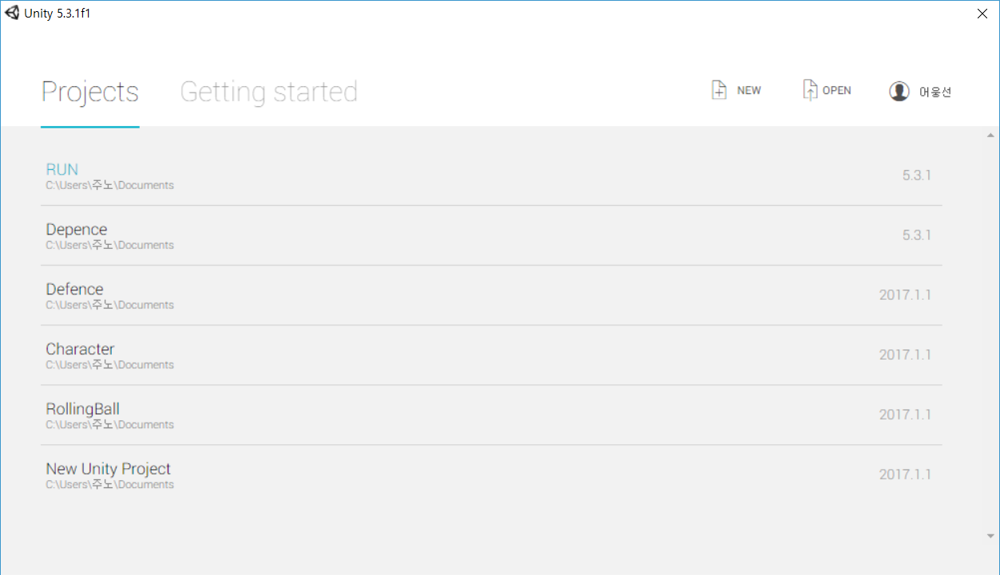 Unity 5.3.1f1
Projects Getting started NEW OPEN 어웅선
RUN
C:\Users\주노\Documents
5.3.1
Depence
C:\Users\주노\Documents
5.3.1
Defence
C:\Users\주노\Documents
2017.1.1
Character
C:\Users\주노\Documents
2017.1.1
RollingBall
C:\Users\주노\Documents
2017.1.1
New Unity Project
C:\Users\주노\Documents
2017.1.1